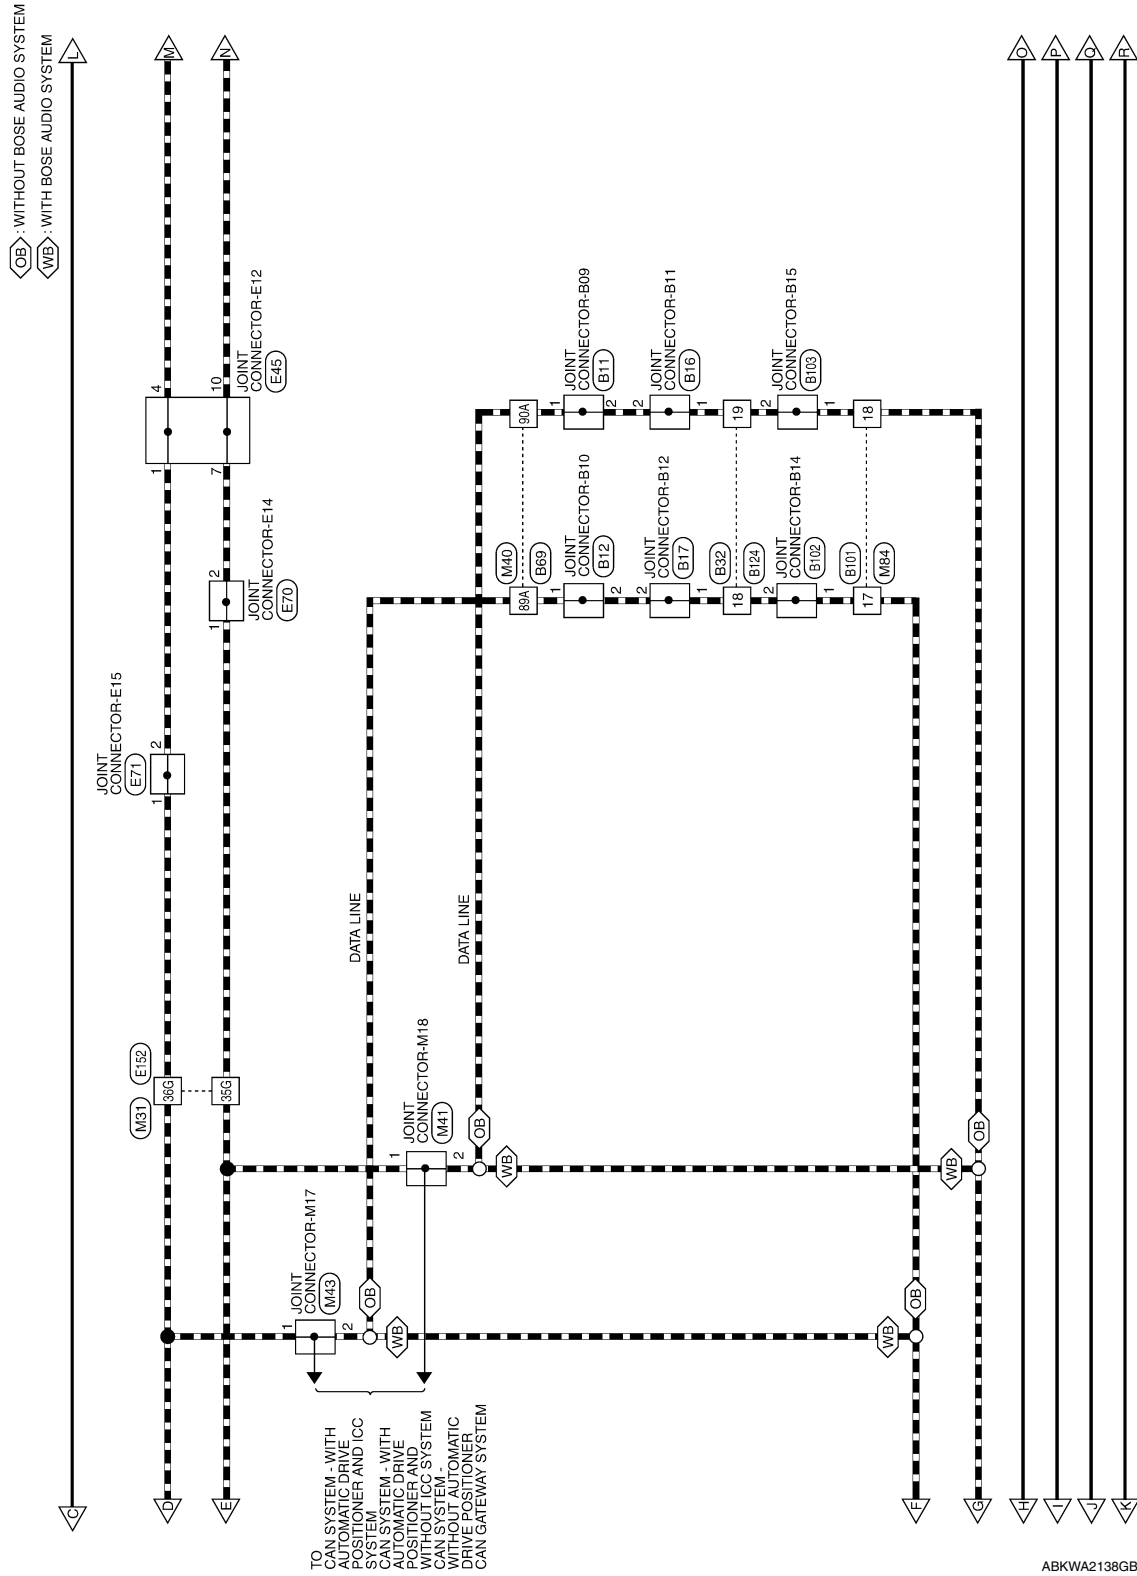 OB : WITHOUT BOSE AUDIO SYSTEM
WB : WITH BOSE AUDIO SYSTEM
C
L
D
M31
E152
36G
JOINT
CONNECTOR-E15
E71
1
2
1
4
M
E
35G
JOINT
CONNECTOR-E14
E70
1
2
7
10
JOINT
CONNECTOR-E12
E45
N
JOINT
CONNECTOR-M17
M43
1
2
OB
WB
DATA LINE
JOINT
CONNECTOR-M18
M41
1
2
OB
WB
DATA LINE
TO
CAN SYSTEM - WITH
AUTOMATIC DRIVE
POSITIONER AND ICC
SYSTEM
CAN SYSTEM - WITH
AUTOMATIC DRIVE
POSITIONER AND
WITHOUT ICC SYSTEM
CAN SYSTEM -
WITHOUT AUTOMATIC
DRIVE POSITIONER
CAN GATEWAY SYSTEM
M40
B69
89A
90A
1
JOINT
CONNECTOR-B10
B12
2
1
JOINT
CONNECTOR-B09
B11
2
2
JOINT
CONNECTOR-B12
B17
1
2
JOINT
CONNECTOR-B11
B16
1
B32
B124
18
19
2
JOINT
CONNECTOR-B14
B102
1
2
JOINT
CONNECTOR-B15
B103
1
B101
M84
17
18
WB
OB
F
WB
OB
G
H
O
I
P
J
Q
K
R
ABKWA2138GB